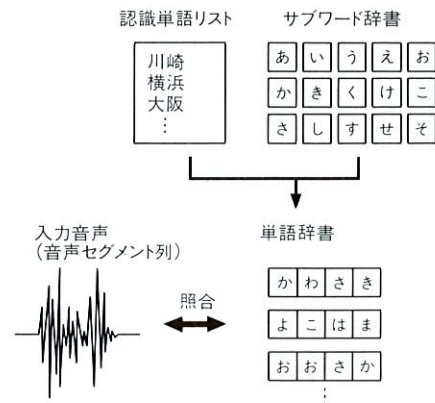 認識単語リスト
川崎
横浜
大阪
⋮
サブワード辞書
あ い う え お
か き く け こ
さ し す せ そ
入力音声
(音声セグメント列)
照合
単語辞書
か わ さ き
よ こ は ま
お お さ か
⋮